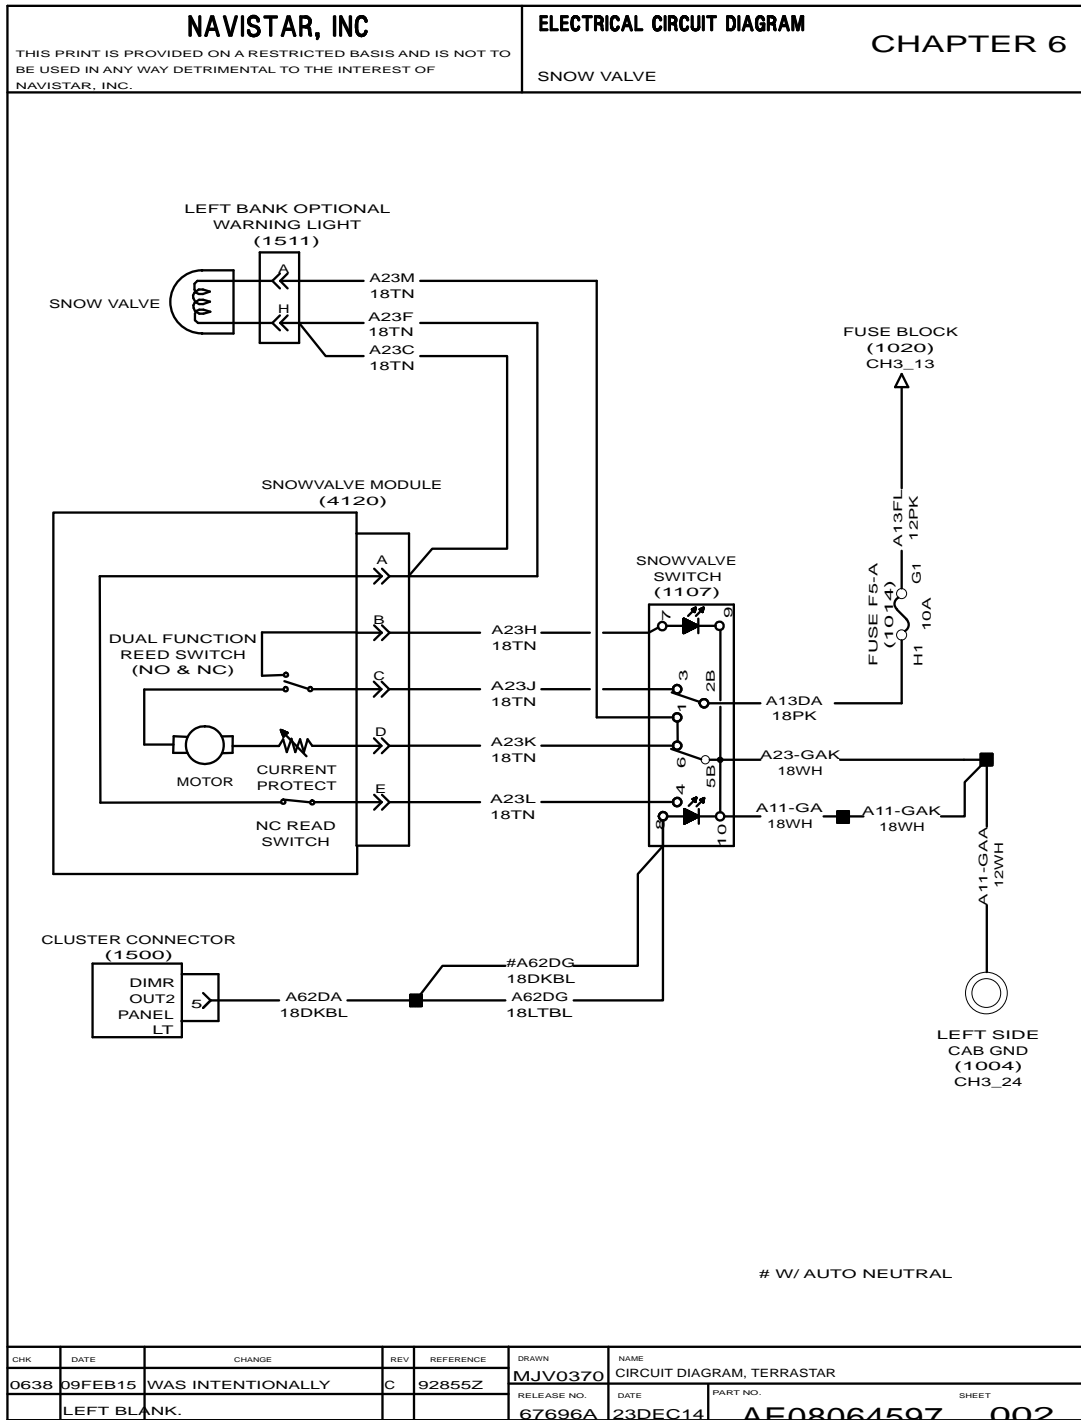 NAVISTAR, INC
THIS PRINT IS PROVIDED ON A RESTRICTED BASIS AND IS NOT TO
BE USED IN ANY WAY DETRIMENTAL TO THE INTEREST OF
NAVISTAR, INC.
ELECTRICAL CIRCUIT DIAGRAM
CHAPTER 6
SNOW VALVE
LEFT BANK OPTIONAL
WARNING LIGHT
(1511)
SNOW VALVE
A
H
A23M
18TN
A23F
18TN
A23C
18TN
FUSE BLOCK
(1020)
CH3_13
A13FL
12PK
FUSE F5-A
(1014)
G1
10A
H1
SNOWVALVE MODULE
(4120)
A
B
C
D
E
DUAL FUNCTION
REED SWITCH
(NO & NC)
MOTOR
CURRENT
PROTECT
NC READ
SWITCH
A23H
18TN
A23J
18TN
A23K
18TN
A23L
18TN
SNOWVALVE
SWITCH
(1107)
7
9
3
2B
1
6
5B
4
8
10
A13DA
18PK
A23-GAK
18WH
A11-GA
18WH
A11-GAK
18WH
A11-GAA
12WH
LEFT SIDE
CAB GND
(1004)
CH3_24
CLUSTER CONNECTOR
(1500)
DIMR
OUT2
PANEL
LT
5
A62DA
18DKBL
#A62DG
18DKBL
A62DG
18LTBL
# W/ AUTO NEUTRAL
CHK DATE CHANGE REV REFERENCE
0638 09FEB15 WAS INTENTIONALLY C 92855Z
LEFT BLANK.
DRAWN
MJV0370
NAME
CIRCUIT DIAGRAM, TERRASTAR
RELEASE NO.
67696A
DATE
23DEC14
PART NO.
AE08064597
SHEET
002